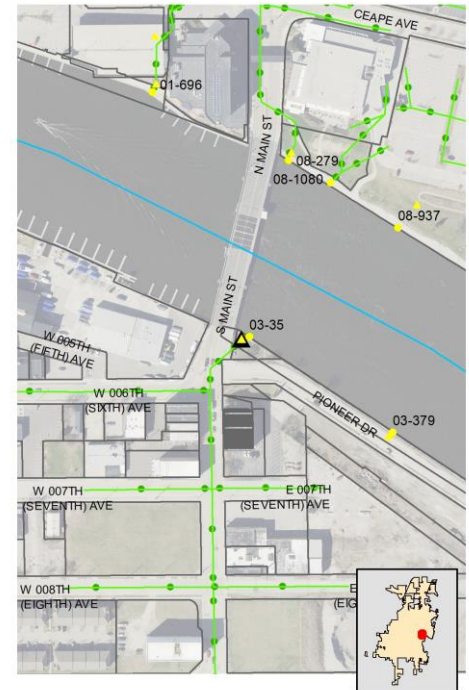 CEAPE AVE
01-696
N MAIN ST
08-279
08-1080
08-937
S MAIN ST
03-35
W 005TH
(FIFTH) AVE
W 006TH
(SIXTH) AVE
PIONEER DR
03-379
W 007TH
(SEVENTH) AVE
E 007TH
(SEVENTH) AVE
W 008TH
(EIGHTH) AVE
E
(EIG